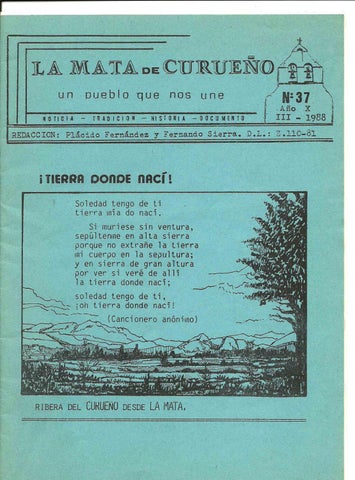 LA MATA DE CURUEÑO
un pueblo que nos une
NOTICIA — TRADICION — HISTORIA — DOCUMENTO
Nº 37
Año X
III - 1988
REDACCION: Plácido Fernández y Fernando Sierra. D.L.: Z.110-81
¡TIERRA DONDE NACÍ!
Soledad tengo de ti
tierra mía do nací.
Si muriese sin ventura,
sepúltenme en alta sierra
porque no extrañe la tierra
mi cuerpo en la sepultura;
y en sierra de gran altura
por ver si veré de allí
la tierra donde nací;
soledad tengo de ti,
¡oh tierra donde nací!
(Cancionero anónimo)
RIBERA DEL CURUEÑO DESDE LA MATA.